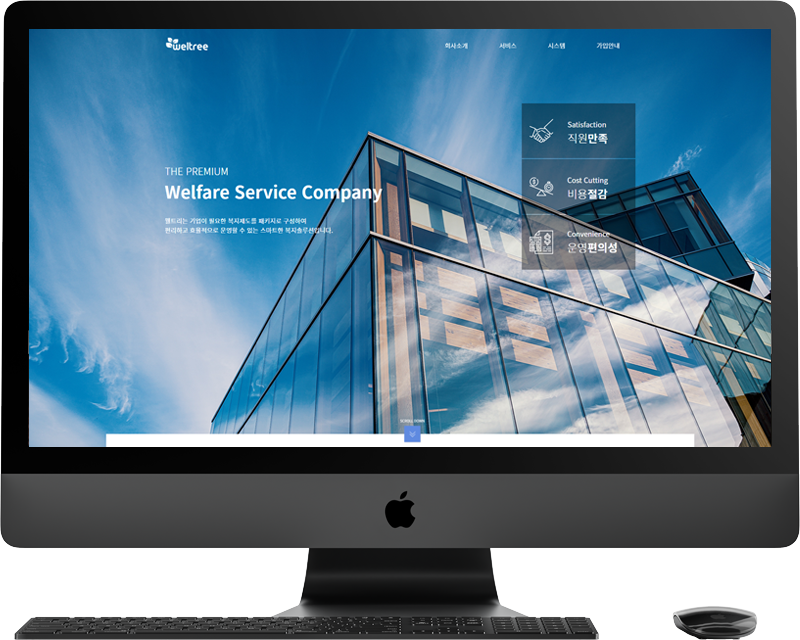 weltree
회사소개 서비스 시스템 가입안내
THE PREMIUM
Welfare Service Company
웰트리는 기업이 필요한 복지제도를 패키지로 구성하여
편리하고 효율적으로 운영할 수 있는 스마트한 복지솔루션입니다.
Satisfaction
직원만족
Cost Cutting
비용절감
Convenience
운영편의성
SCROLL DOWN